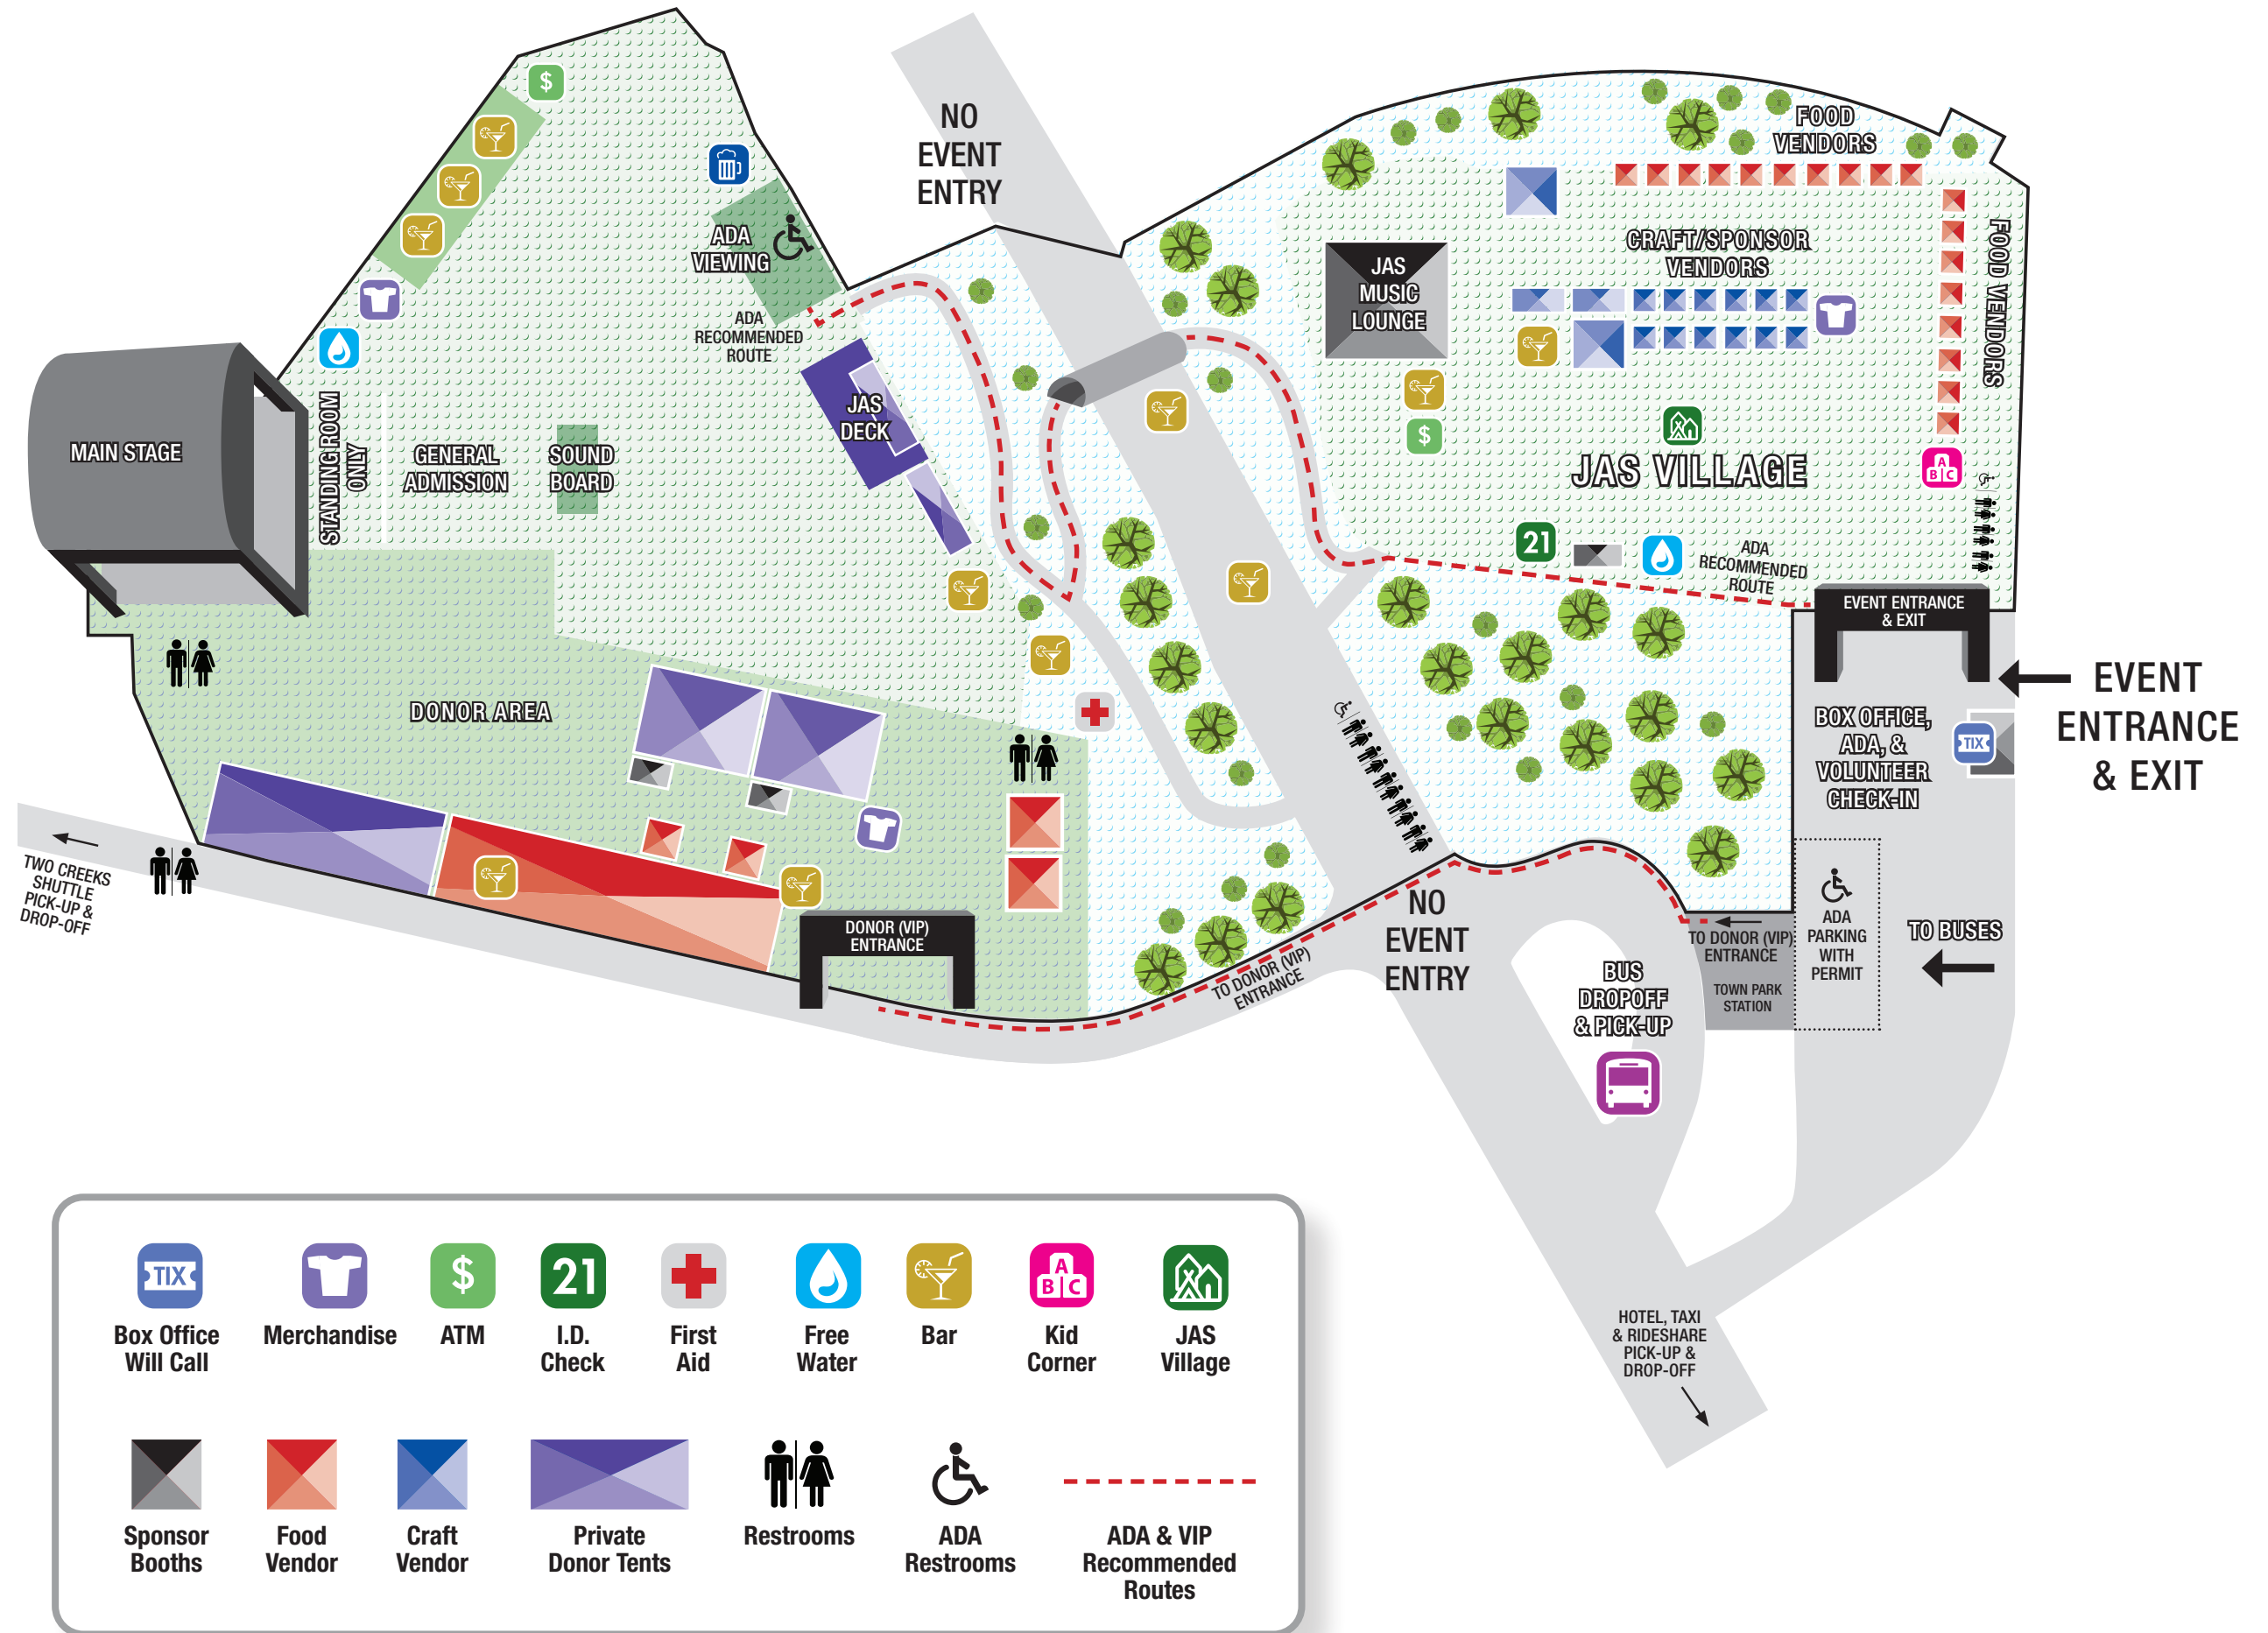 $
NO
EVENT
ENTRY
FOOD
VENDORS
ADA
VIEWING
CRAFT/SPONSOR
VENDORS
FOOD VENDORS
JAS
MUSIC
LOUNGE
ADA
RECOMMENDED
ROUTE
JAS
DECK
MAIN STAGE
STANDING ROOM
ONLY
GENERAL
ADMISSION
SOUND
BOARD
$
JAS VILLAGE
A
B C
21
ADA
RECOMMENDED
ROUTE
EVENT ENTRANCE
& EXIT
EVENT
ENTRANCE
& EXIT
DONOR AREA
BOX OFFICE,
ADA, &
VOLUNTEER
CHECK-IN
TIX
TWO CREEKS
SHUTTLE
PICK-UP &
DROP-OFF
DONOR (VIP)
ENTRANCE
NO
EVENT
ENTRY
TO DONOR (VIP)
ENTRANCE
TO DONOR (VIP)
ENTRANCE
TOWN PARK
STATION
ADA
PARKING
WITH
PERMIT
TO BUSES
BUS
DROPOFF
& PICK-UP
HOTEL, TAXI
& RIDESHARE
PICK-UP &
DROP-OFF
TIX
Box Office
Will Call
Merchandise
$
ATM
21
I.D.
Check
First
Aid
Free
Water
Bar
A
B C
Kid
Corner
JAS
Village
Sponsor
Booths
Food
Vendor
Craft
Vendor
Private
Donor Tents
Restrooms
ADA
Restrooms
ADA & VIP
Recommended
Routes